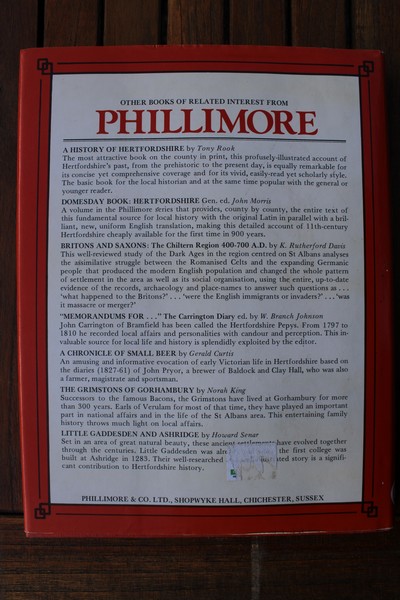 OTHER BOOKS OF RELATED INTEREST FROM
PHILLIMORE
A HISTORY OF HERTFORDSHIRE by Tony Rook
The most attractive book on the county in print, this profusely-illustrated account of
Hertfordshire's past, from the prehistoric to the present day, is equally remarkable for
its concise yet comprehensive coverage and for its vivid, easily-read yet scholarly style.
The basic book for the local historian and at the same time popular with the general or
younger reader.
DOMESDAY BOOK: HERTFORDSHIRE Gen. ed. John Morris
A volume in the Phillimore series that provides, county by county, the entire text of
this fundamental source for local history with the original Latin in parallel with a bril-
liant, new, uniform English translation, making this detailed account of 11th-century
Hertfordshire cheaply available for the first time in 900 years.
BRITONS AND SAXONS: The Chiltern Region 400-700 A.D. by K. Rutherford Davis
This well-reviewed study of the Dark Ages in the region centred on St Albans analyses
the assimilative struggle between the Romanised Celts and the expanding Germanic
people that produced the modern English population and changed the whole pattern
of settlement in the area as well as its social organisation, using the entire, up-to-date
evidence of the records, archaeology and place-names to answer such questions as . . .
'what happened to the Britons?' . . . 'were the English immigrants or invaders?' . . . 'was
it massacre or merger?'
"MEMORANDUMS FOR . . ." The Carrington Diary ed. by W. Branch Johnson
John Carrington of Bramfield has been called the Hertfordshire Pepys. From 1797 to
1810 he recorded local affairs and personalities with candour and perception. This in-
valuable source for local life and history is splendidly exploited by the editor.
A CHRONICLE OF SMALL BEER by Gerald Curtis
An amusing and informative evocation of early Victorian life in Hertfordshire based on
the diaries (1827-61) of John Pryor, a brewer of Baldock and Clay Hall, who was also
a farmer, magistrate and sportsman.
THE GRIMSTONS OF GORHAMBURY by Norah King
Successors to the famous Bacons, the Grimstons have lived at Gorhambury for more
than 300 years. Earls of Verulam for most of that time, they have played an important
part in national affairs and in the life of the St Albans area. This entertaining family
history throws much light on local affairs.
LITTLE GADDESDEN AND ASHRIDGE by Howard Senar
Set in an area of great natural beauty, these ancient settlements have evolved together
through the centuries. Little Gaddesden was also the first college was
built at Ashridge in 1283. Their well-researched story is a signifi-
cant contribution to Hertfordshire history.
PHILLIMORE & CO. LTD., SHOPWYKE HALL, CHICHESTER, SUSSEX